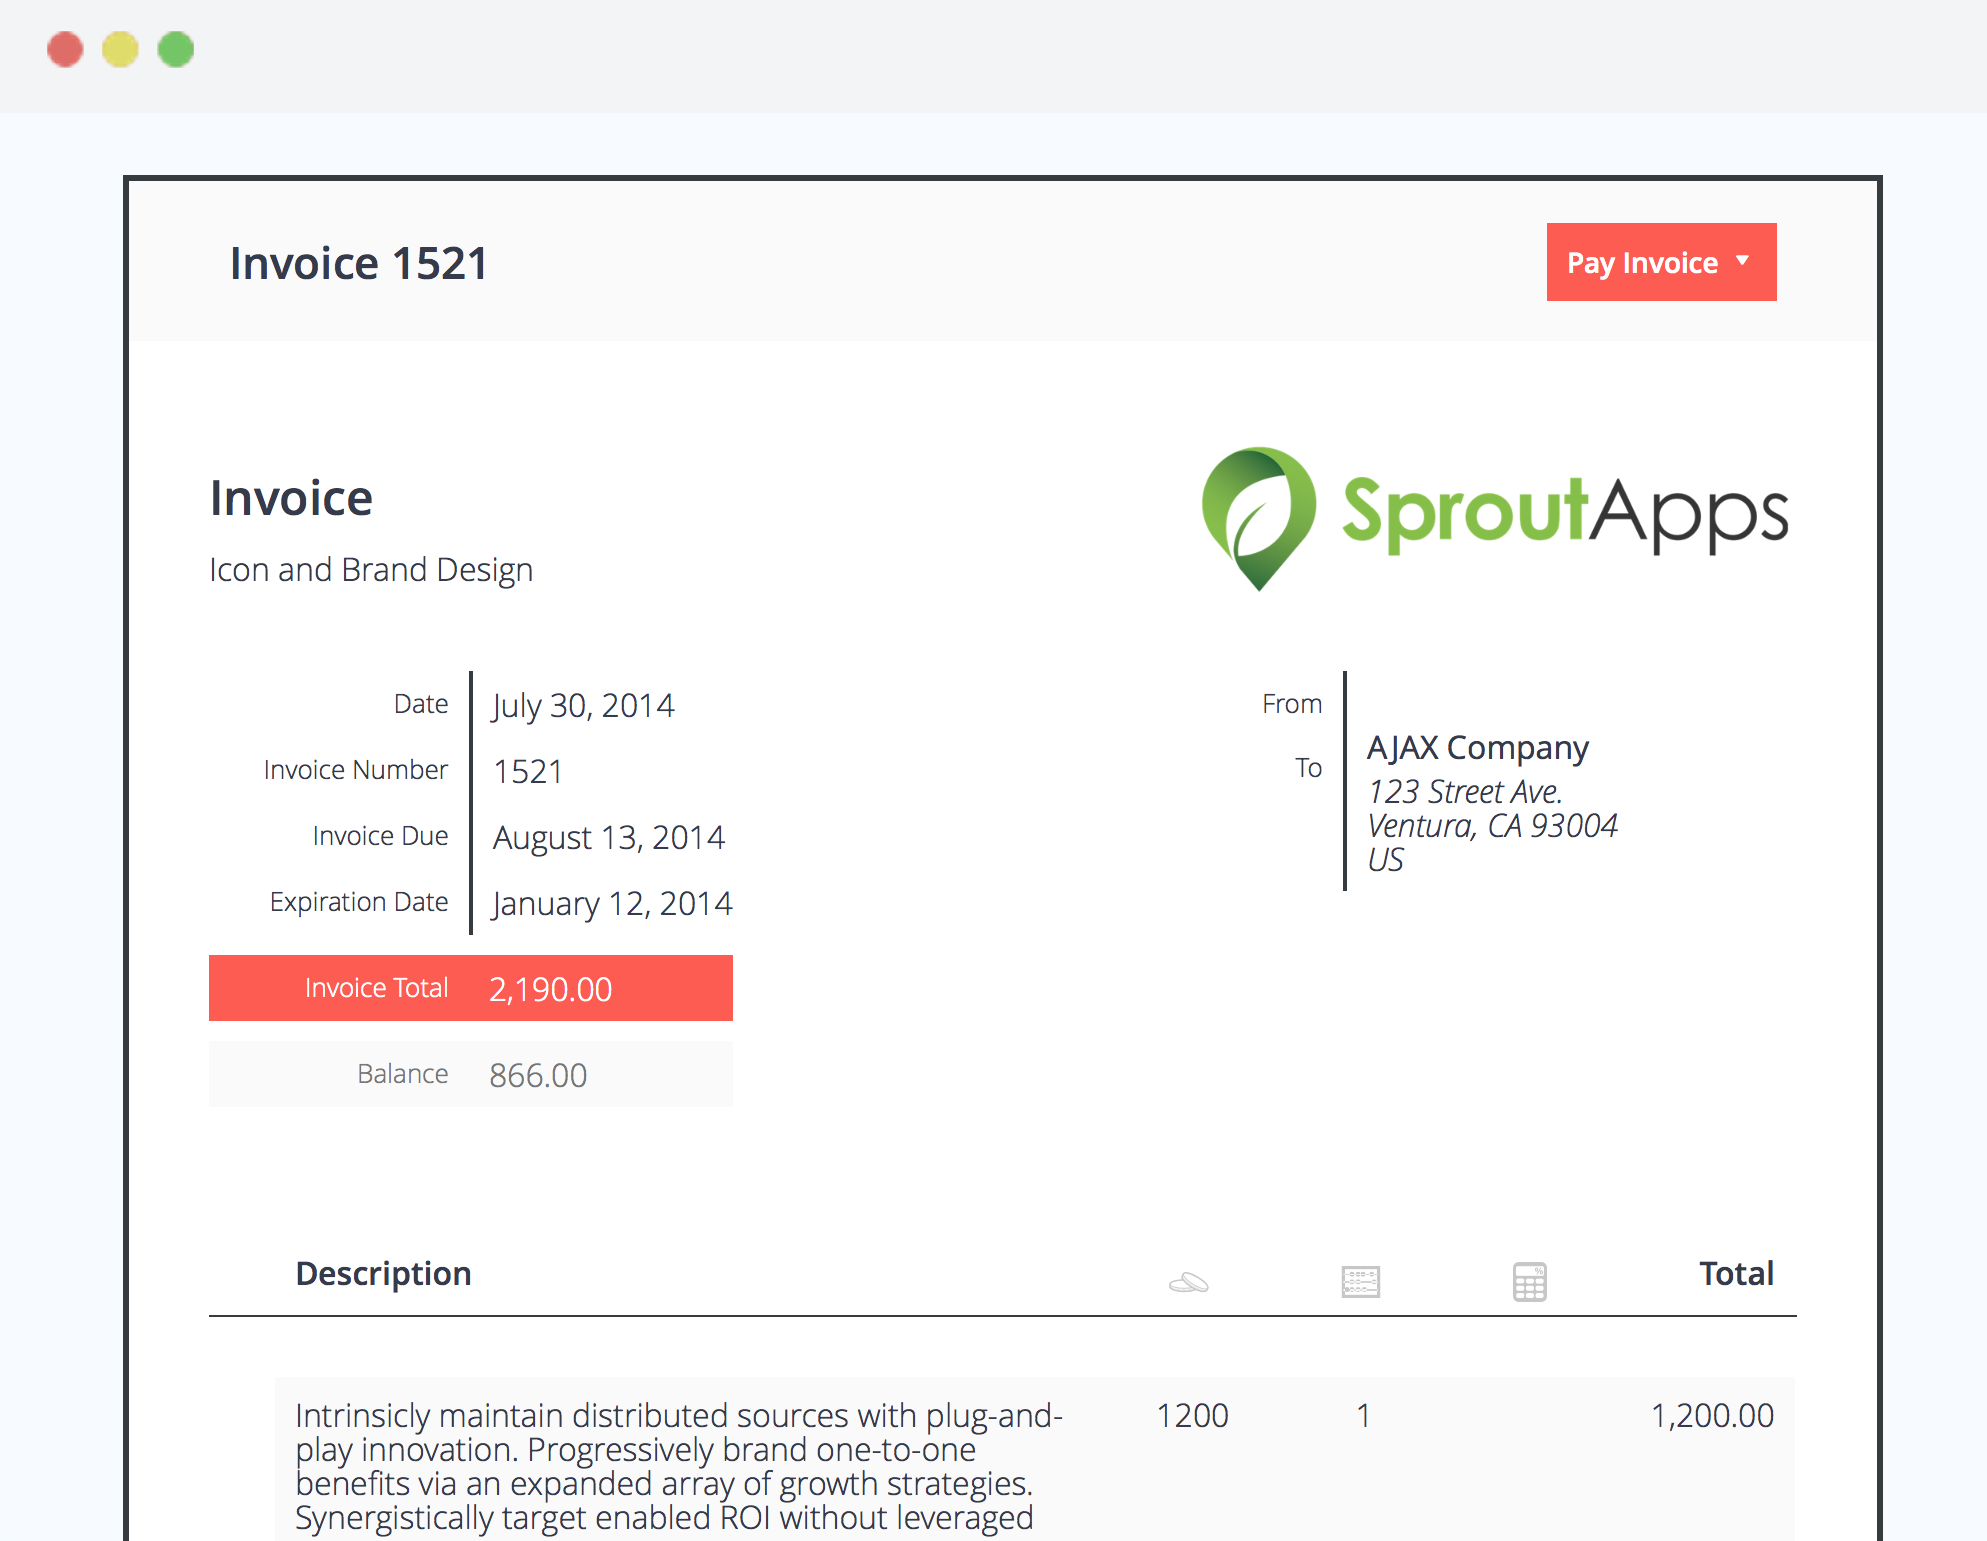 Invoice 1521
Pay Invoice
Invoice
Icon and Brand Design
SproutApps
Date July 30, 2014
Invoice Number 1521
Invoice Due August 13, 2014
Expiration Date January 12, 2014
Invoice Total 2,190.00
Balance 866.00
From
To
AJAX Company
123 Street Ave.
Ventura, CA 93004
US
Description Total
Intrinsicly maintain distributed sources with plug-and- 1200 1 1,200.00
play innovation. Progressively brand one-to-one
benefits via an expanded array of growth strategies.
Synergistically target enabled ROI without leveraged